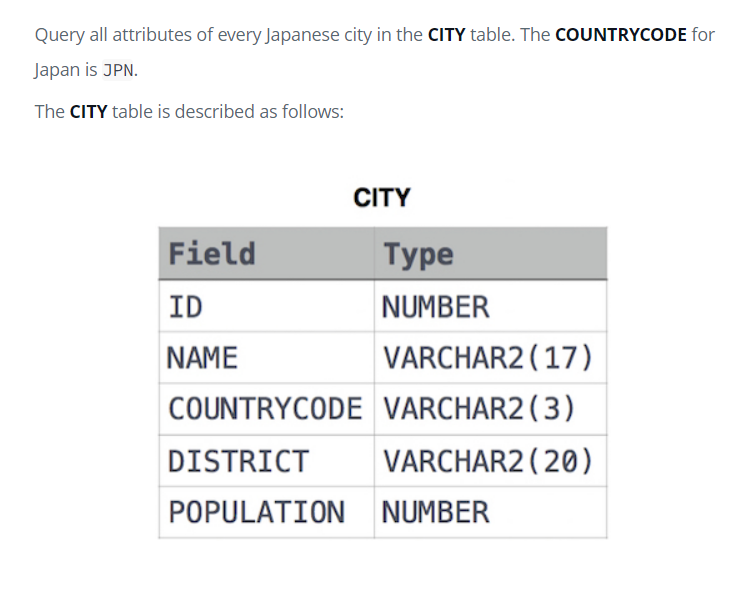 Query all attributes of every Japanese city in the CITY table. The COUNTRYCODE for
Japan is JPN.
The CITY table is described as follows:
CITY
Field Type
ID NUMBER
NAME VARCHAR2(17)
COUNTRYCODE VARCHAR2(3)
DISTRICT VARCHAR2(20)
POPULATION NUMBER